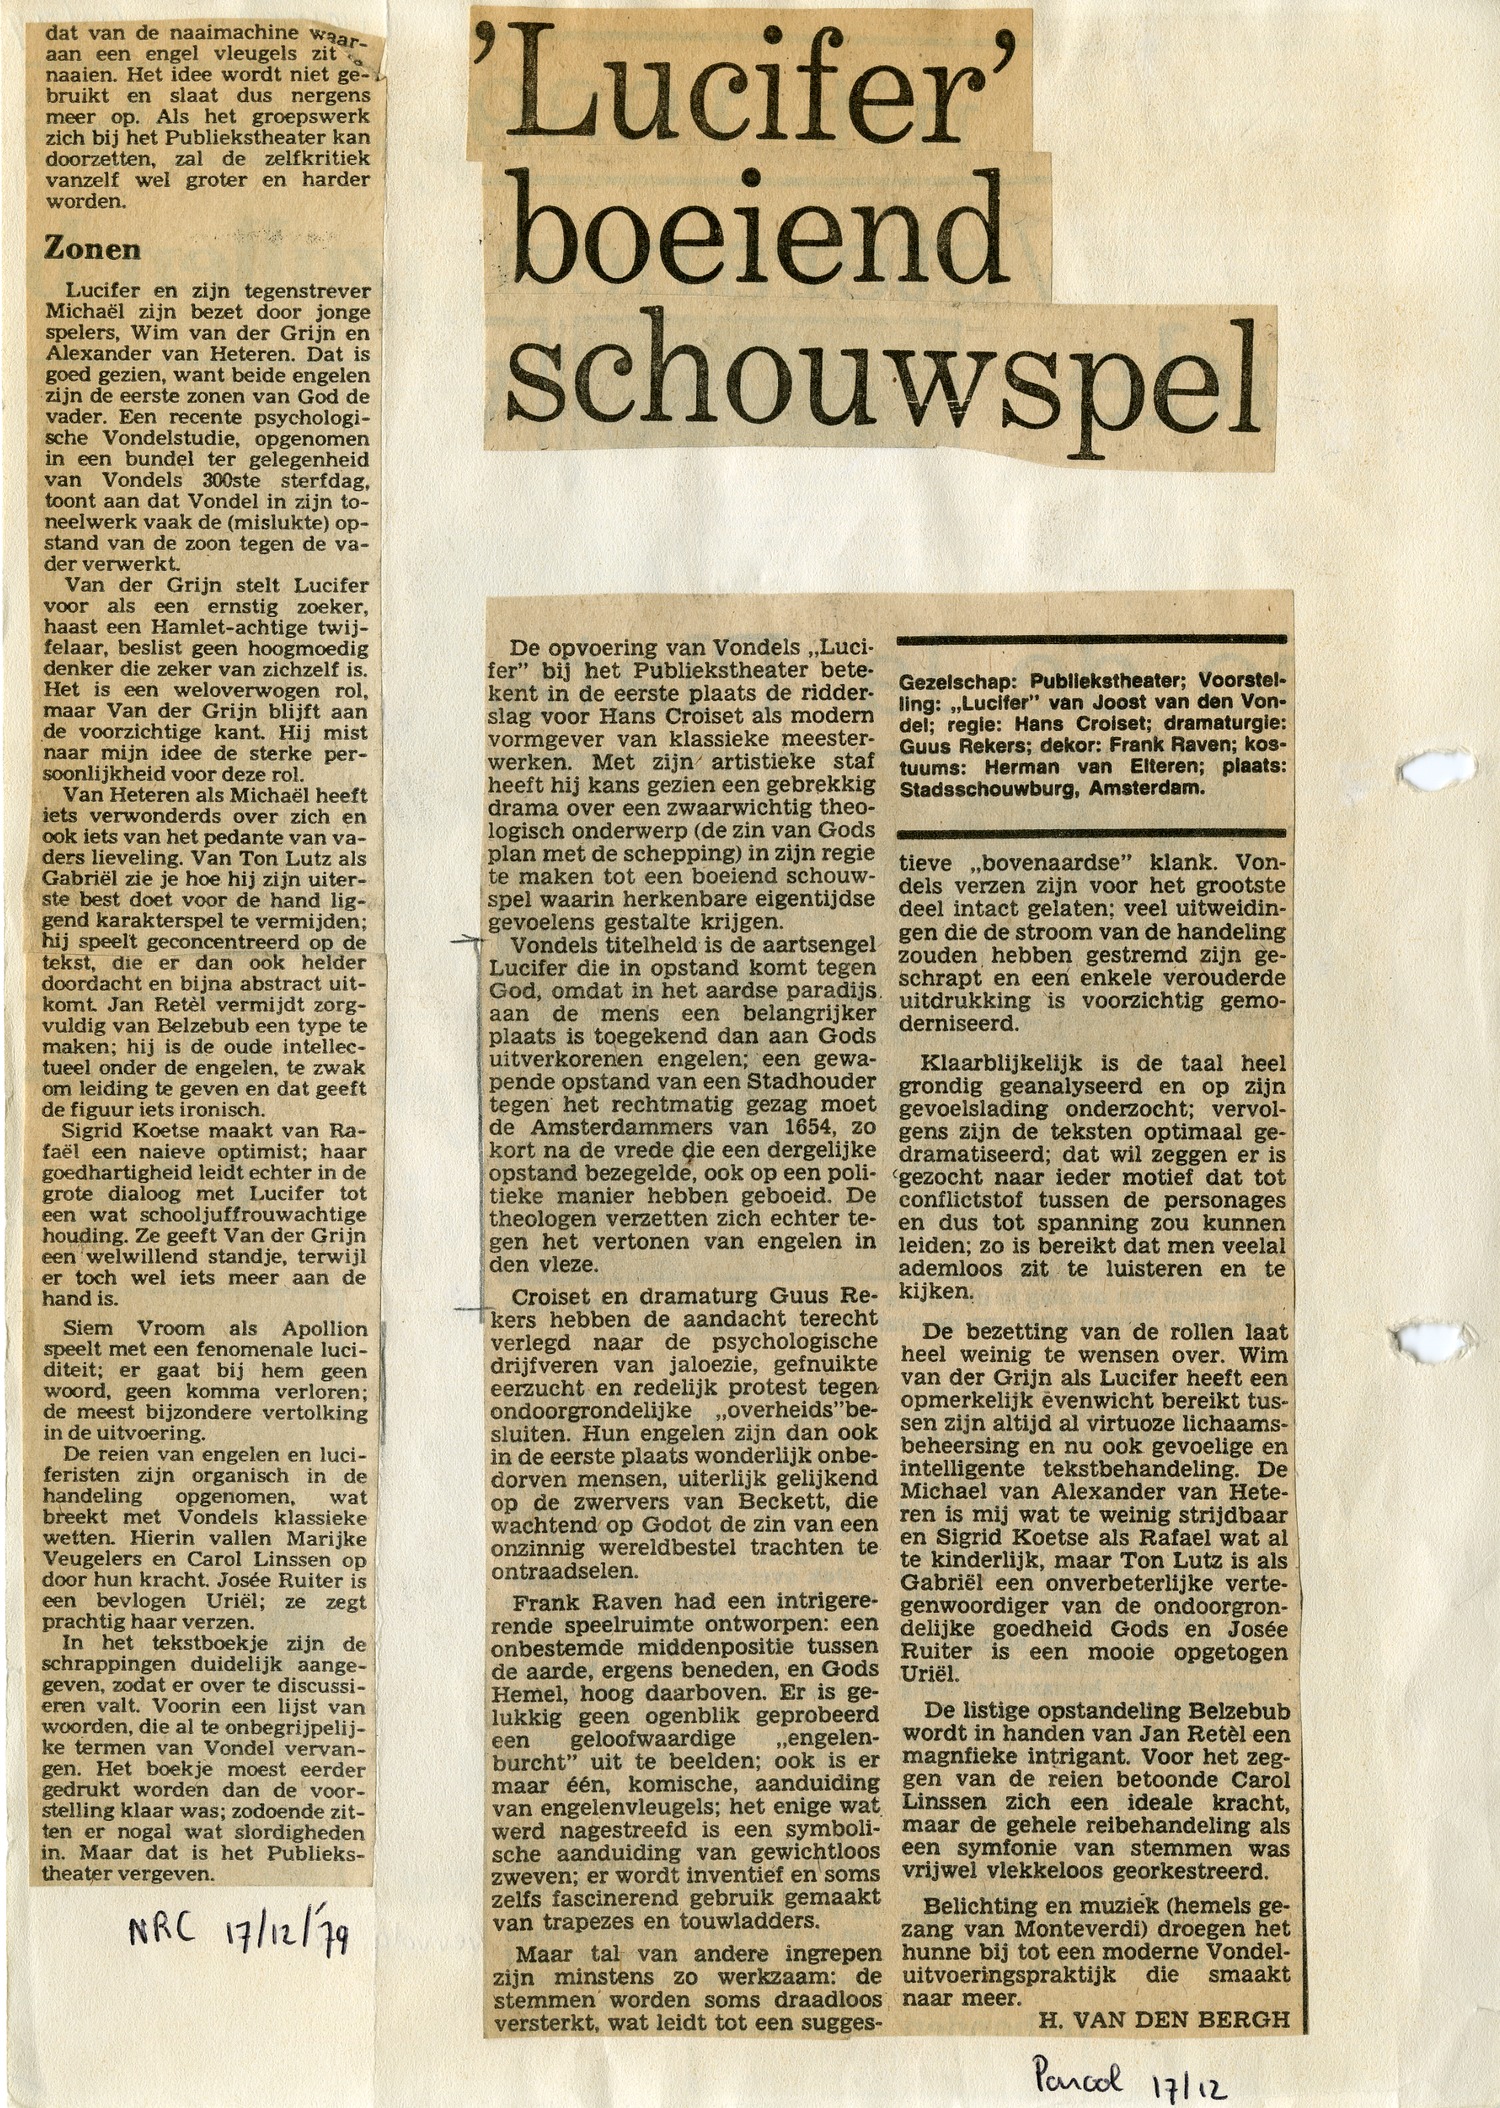 dat van de naaimachine waar-
aan een engel vleugels zit
naaien. Het idee wordt niet ge-
bruikt en slaat dus nergens
meer op. Als het groepswerk
zich bij het Publiekstheater kan
doorzetten, zal de zelfkritiek
vanzelf wel groter en harder
worden.
Zonen
Lucifer en zijn tegenstrever
Michaël zijn bezet door jonge
spelers, Wim van der Grijn en
Alexander van Heteren. Dat is
goed gezien, want beide engelen
zijn de eerste zonen van God de
vader. Een recente psychologi-
sche Vondelstudie, opgenomen
in een bundel ter gelegenheid
van Vondels 300ste sterfdag,
toont aan dat Vondel in zijn to-
neelwerk vaak de (mislukte) op-
stand van de zoon tegen de va-
der verwerkt.
Van der Grijn stelt Lucifer
voor als een ernstig zoeker,
haast een Hamlet-achtige twij-
felaar, beslist geen hoogmoedig
denker die zeker van zichzelf is.
Het is een weloverwogen rol,
maar Van der Grijn blijft aan
de voorzichtige kant. Hij mist
naar mijn idee de sterke per-
soonlijkheid voor deze rol.
Van Heteren als Michaël heeft
iets verwonderds over zich en
ook iets van het pedante van va-
ders lieveling. Van Ton Lutz als
Gabriël zie je hoe hij zijn uiter-
ste best doet voor de hand lig-
gend karakterspel te vermijden;
hij speelt geconcentreerd op de
tekst, die er dan ook helder
doordacht en bijna abstract uit-
komt. Jan Retèl vermijdt zorg-
vuldig van Belzebub een type te
maken; hij is de oude intellec-
tueel onder de engelen, te zwak
om leiding te geven en dat geeft
de figuur iets ironisch.
Sigrid Koetse maakt van Ra-
faël een naieve optimist; haar
goedhartigheid leidt echter in de
grote dialoog met Lucifer tot
een wat schooljuffrouwachtige
houding. Ze geeft Van der Grijn
een welwillend standje, terwijl
er toch wel iets meer aan de
hand is.
Siem Vroom als Apollion
speelt met een fenomenale luci-
diteit; er gaat bij hem geen
woord, geen komma verloren;
de meest bijzondere vertolking
in de uitvoering.
De reien van engelen en luci-
feristen zijn organisch in de
handeling opgenomen, wat
breekt met Vondels klassieke
wetten. Hierin vallen Marijke
Veugelers en Carol Linssen op
door hun kracht. Josée Ruiter is
een bevlogen Uriël; ze zegt
prachtig haar verzen.
In het tekstboekje zijn de
schrappingen duidelijk aange-
geven, zodat er over te discussi-
eren valt. Voorin een lijst van
woorden, die al te onbegrijpelij-
ke termen van Vondel vervan-
gen. Het boekje moest eerder
gedrukt worden dan de voor-
stelling klaar was; zodoende zit-
ten er nogal wat slordigheden
in. Maar dat is het Publieks-
theater vergeven.
NRC 17/12/'79
'Lucifer'
boeiend
schouwspel
De opvoering van Vondels „Luci-
fer” bij het Publiekstheater bete-
kent in de eerste plaats de ridder-
slag voor Hans Croiset als modern
vormgever van klassieke meester-
werken. Met zijn artistieke staf
heeft hij kans gezien een gebrekkig
drama over een zwaarwichtig theo-
logisch onderwerp (de zin van Gods
plan met de schepping) in zijn regie
te maken tot een boeiend schouw-
spel waarin herkenbare eigentijdse
gevoelens gestalte krijgen.
Vondels titelheld is de aartsengel
Lucifer die in opstand komt tegen
God, omdat in het aardse paradijs
aan de mens een belangrijker
plaats is toegekend dan aan Gods
uitverkorenen engelen; een gewa-
pende opstand van een Stadhouder
tegen het rechtmatig gezag moet
de Amsterdammers van 1654, zo
kort na de vrede die een dergelijke
opstand bezegelde, ook op een poli-
tieke manier hebben geboeid. De
theologen verzetten zich echter te-
gen het vertonen van engelen in
den vleze.
Croiset en dramaturg Guus Re-
kers hebben de aandacht terecht
verlegd naar de psychologische
drijfveren van jaloezie, gefnuikte
eerzucht en redelijk protest tegen
ondoorgrondelijke „overheids”be-
sluiten. Hun engelen zijn dan ook
in de eerste plaats wonderlijk onbe-
dorven mensen, uiterlijk gelijkend
op de zwervers van Beckett, die
wachtend op Godot de zin van een
onzinnig wereldbestel trachten te
ontraadselen.
Frank Raven had een intrigere-
rende speelruimte ontworpen: een
onbestemde middenpositie tussen
de aarde, ergens beneden, en Gods
Hemel, hoog daarboven. Er is ge-
lukkig geen ogenblik geprobeerd
een geloofwaardige „engelen-
burcht” uit te beelden; ook is er
maar één, komische, aanduiding
van engelenvleugels; het enige wat
werd nagestreefd is een symboli-
sche aanduiding van gewichtloos
zweven; er wordt inventief en soms
zelfs fascinerend gebruik gemaakt
van trapezes en touwladders.
Maar tal van andere ingrepen
zijn minstens zo werkzaam: de
stemmen worden soms draadloos
versterkt, wat leidt tot een sugges-
Gezelschap: Publiekstheater; Voorstel-
ling: „Lucifer” van Joost van den Von-
del; regie: Hans Croiset; dramaturgie:
Guus Rekers; dekor: Frank Raven; kos-
tuums: Herman van Elteren; plaats:
Stadsschouwburg, Amsterdam.
tieve „bovenaardse” klank. Von-
dels verzen zijn voor het grootste
deel intact gelaten; veel uitweidin-
gen die de stroom van de handeling
zouden hebben gestremd zijn ge-
schrapt en een enkele verouderde
uitdrukking is voorzichtig gemo-
derniseerd.
Klaarblijkelijk is de taal heel
grondig geanalyseerd en op zijn
gevoelslading onderzocht; vervol-
gens zijn de teksten optimaal ge-
dramatiseerd; dat wil zeggen er is
gezocht naar ieder motief dat tot
conflictstof tussen de personages
en dus tot spanning zou kunnen
leiden; zo is bereikt dat men veelal
ademloos zit te luisteren en te
kijken.
De bezetting van de rollen laat
heel weinig te wensen over. Wim
van der Grijn als Lucifer heeft een
opmerkelijk evenwicht bereikt tus-
sen zijn altijd al virtuoze lichaams-
beheersing en nu ook gevoelige en
intelligente tekstbehandeling. De
Michael van Alexander van Hete-
ren is mij wat te weinig strijdbaar
en Sigrid Koetse als Rafael wat al
te kinderlijk, maar Ton Lutz is als
Gabriël een onverbeterlijke verte-
genwoordiger van de ondoorgron-
delijke goedheid Gods en Josée
Ruiter is een mooie opgetogen
Uriël.
De listige opstandeling Belzebub
wordt in handen van Jan Retèl een
magnfieke intrigant. Voor het zeg-
gen van de reien betoonde Carol
Linssen zich een ideale kracht,
maar de gehele reibehandeling als
een symfonie van stemmen was
vrijwel vlekkeloos georkestreerd.
Belichting en muziek (hemels ge-
zang van Monteverdi) droegen het
hunne bij tot een moderne Vondel-
uitvoeringspraktijk die smaakt
naar meer.
H. VAN DEN BERGH
Parool 17/12